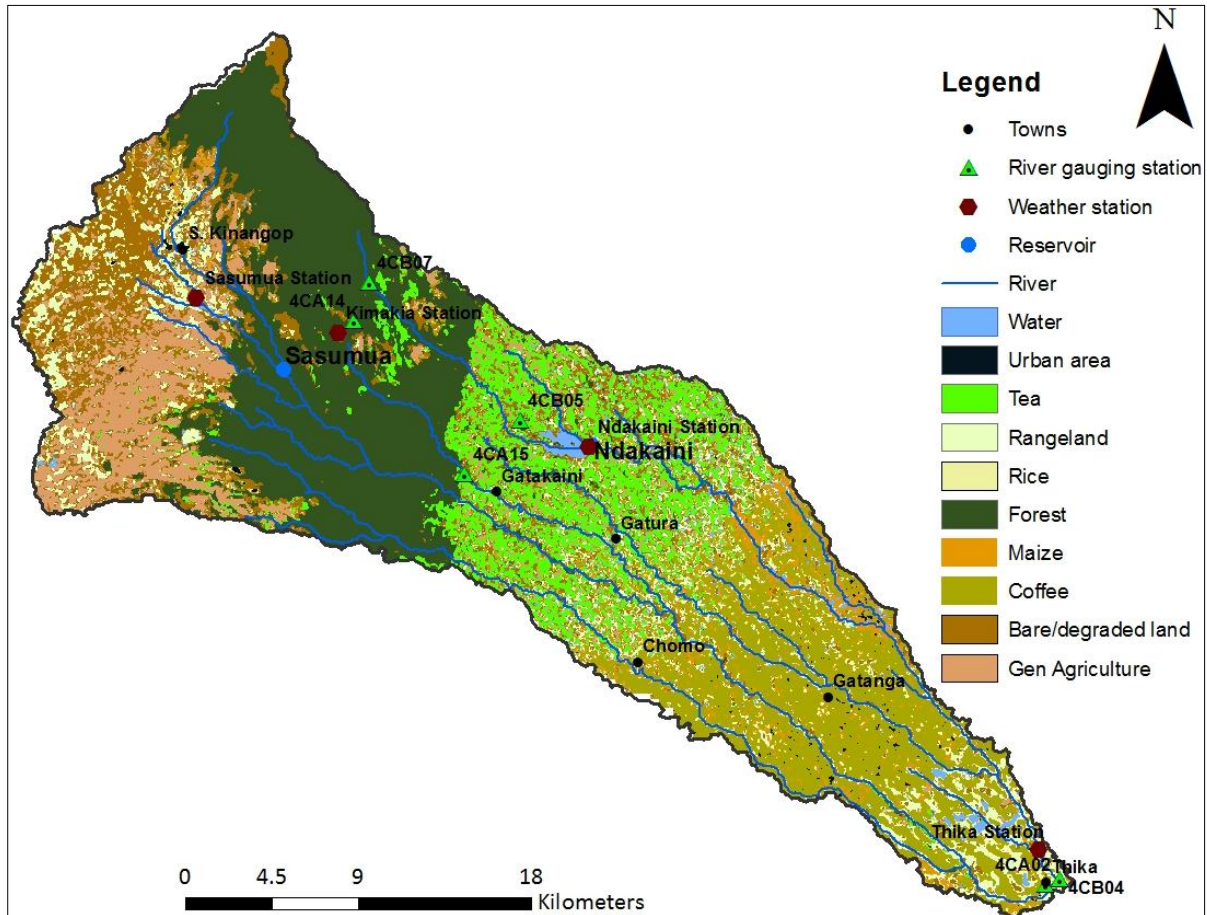 N
Legend
Towns
River gauging station
Weather station
Reservoir
River
Water
Urban area
Tea
Rangeland
Rice
Forest
Maize
Coffee
Bare/degraded land
Gen Agriculture
S. Kinangop
4CB07
Sasumua Station
4CA14
Kimakia Station
Sasumua
4CB05
Ndakaini Station
Ndakaini
4CA15
Gatakaini
Gatura
Chomo
Gatanga
Thika Station
4CA02 Thika
4CB04
0 4.5 9 18
Kilometers